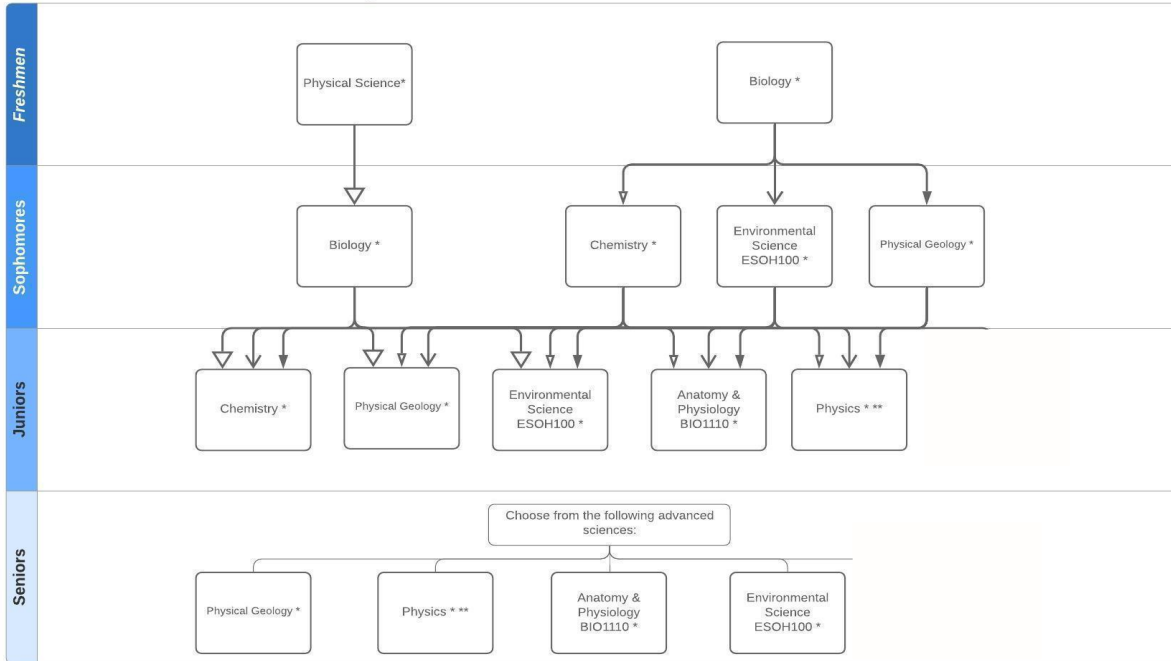 Freshmen
Physical Science*
Biology *
Sophomores
Biology *
Chemistry *
Environmental
Science
ESOH100 *
Physical Geology *
Juniors
Chemistry *
Physical Geology *
Environmental
Science
ESOH100 *
Anatomy &
Physiology
BIO1110 *
Physics * **
Seniors
Choose from the following advanced
sciences:
Physical Geology *
Physics * **
Anatomy &
Physiology
BIO1110 *
Environmental
Science
ESOH100 *